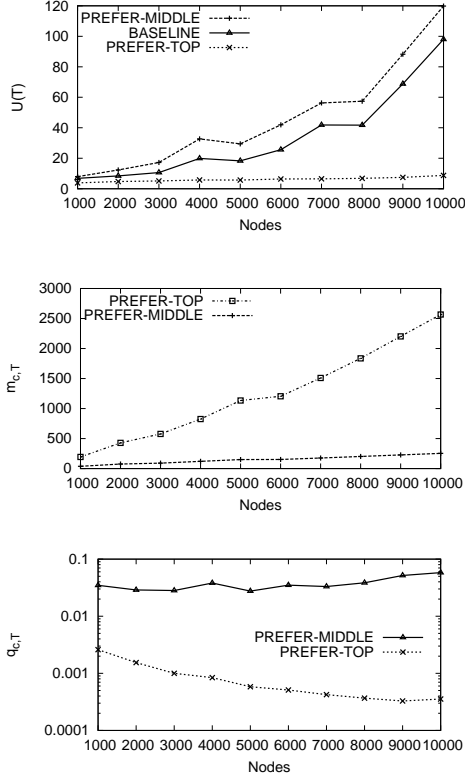 120
100
80
60
40
20
0
U(T)
PREFER-MIDDLE
BASELINE
PREFER-TOP
1000 2000 3000 4000 5000 6000 7000 8000 9000 10000
Nodes
3000
2500
2000
1500
1000
500
0
m c,T
PREFER-TOP
PREFER-MIDDLE
1000 2000 3000 4000 5000 6000 7000 8000 9000 10000
Nodes
0.1
0.01
0.001
0.0001
q c,T
PREFER-MIDDLE
PREFER-TOP
1000 2000 3000 4000 5000 6000 7000 8000 9000 10000
Nodes